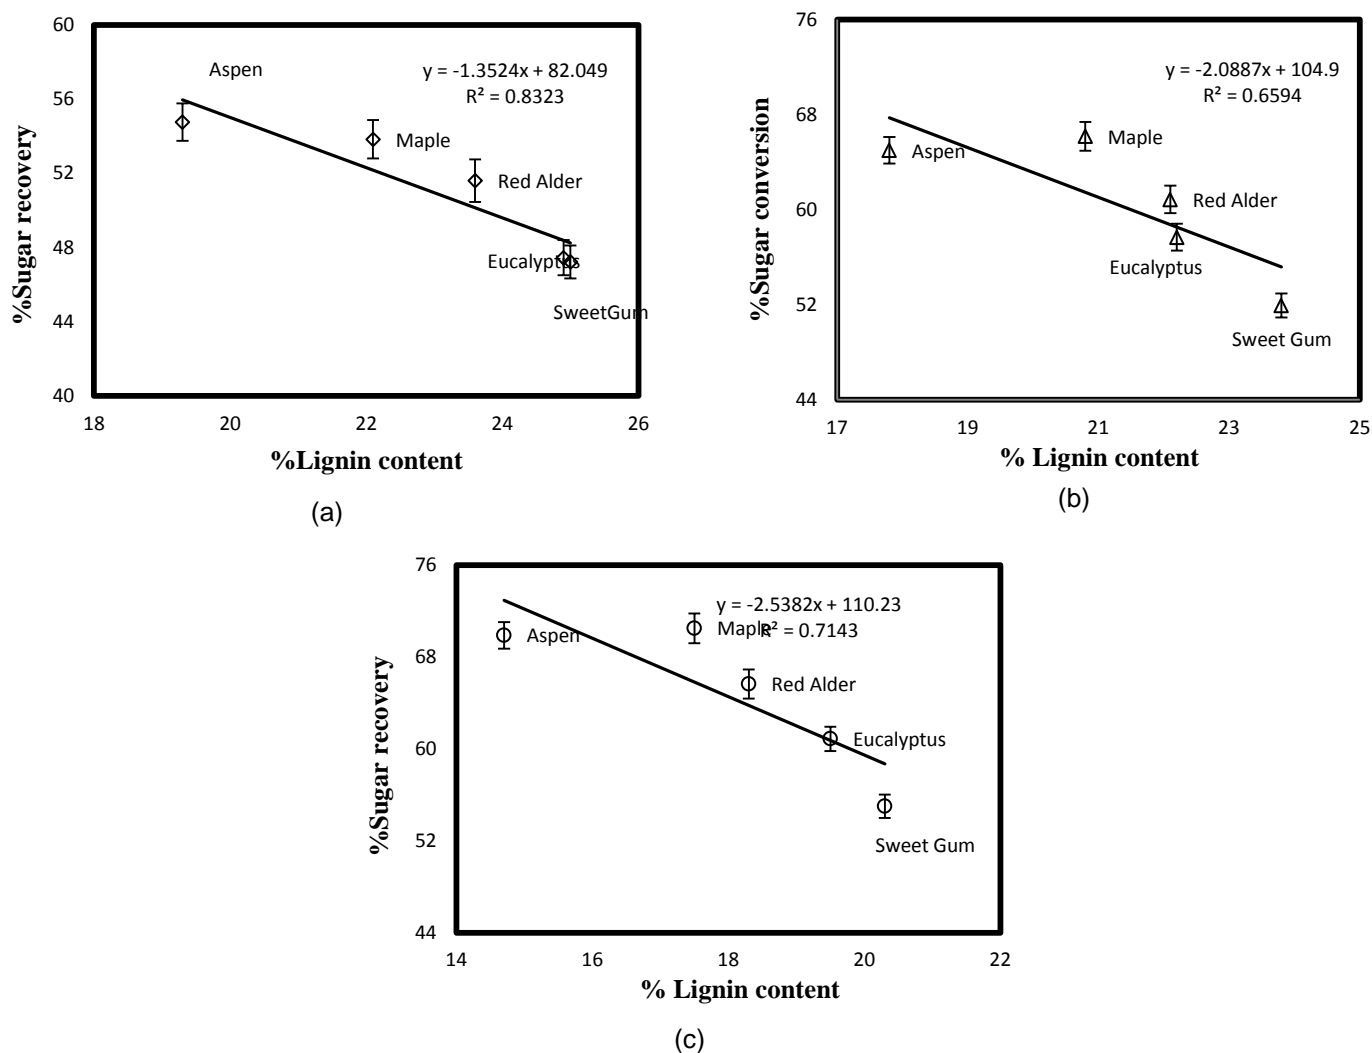 60
56
52
48
44
40
%Sugar recovery
Aspen
y = -1.3524x + 82.049
R² = 0.8323
Maple
Red Alder
Eucalyptus
SweetGum
18 20 22 24 26
%Lignin content
(a)
76
68
60
52
44
%Sugar conversion
y = -2.0887x + 104.9
R² = 0.6594
Aspen
Maple
Red Alder
Eucalyptus
Sweet Gum
17 19 21 23 25
% Lignin content
(b)
76
68
60
52
44
%Sugar recovery
y = -2.5382x + 110.23
R² = 0.7143
Aspen
Maple
Red Alder
Eucalyptus
Sweet Gum
14 16 18 20 22
% Lignin content
(c)